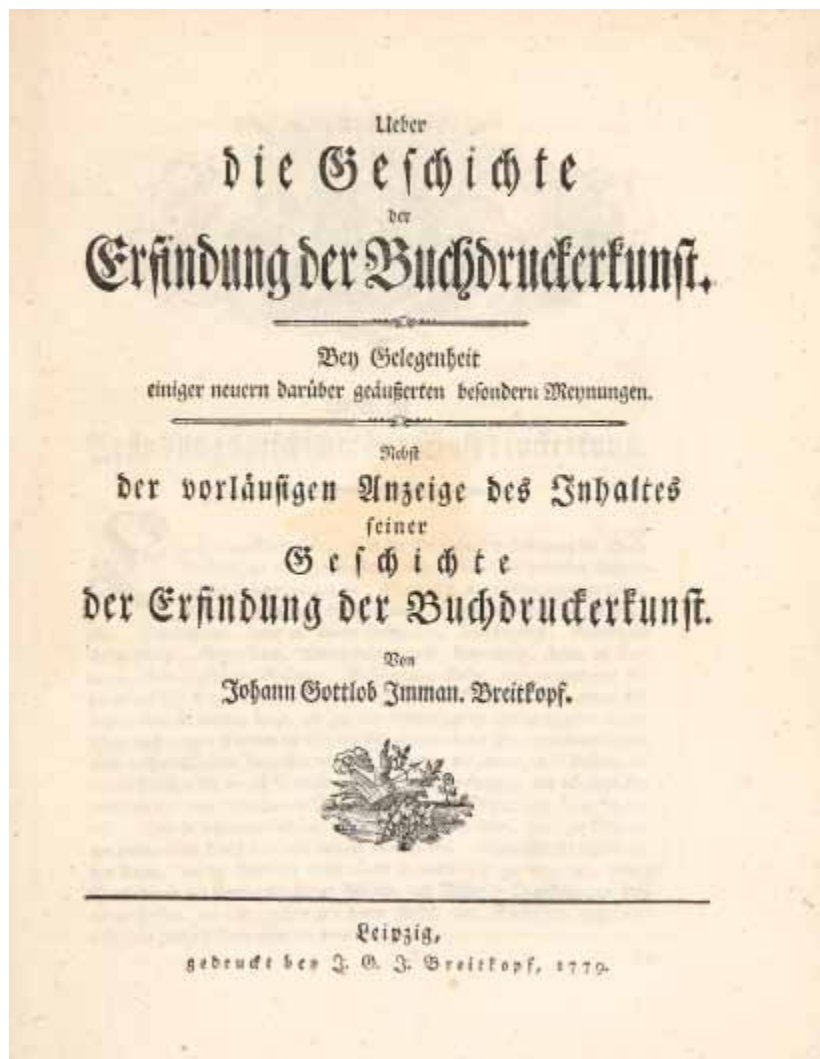 Ueber
die Geschichte
der
Erfindung der Buchdruckerkunst.
Bey Gelegenheit
einiger neuern darüber geäußerten besondern Meynungen.
Nebst
der vorläufigen Anzeige des Inhaltes
seiner
Geschichte
der Erfindung der Buchdruckerkunst.
Von
Johann Gottlob Imman. Breitkopf.
Leipzig,
gedruckt bey J. G. J. Breitkopf, 1779.